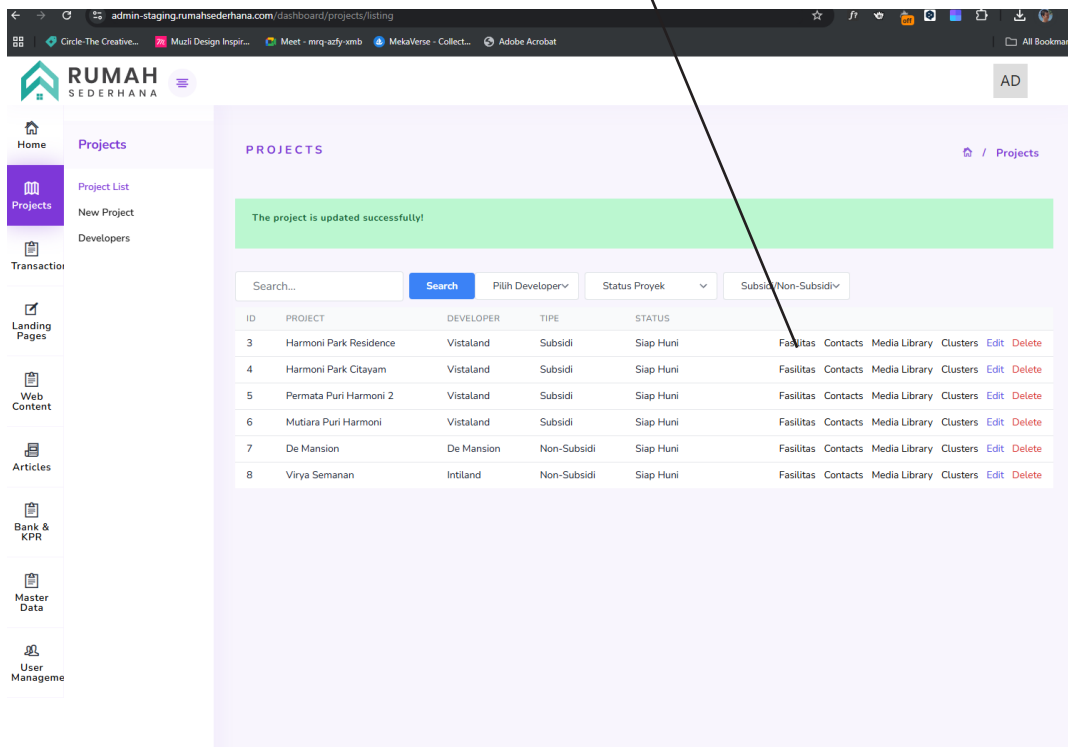 admin-staging.rumahsederhana.com/dashboard/projects/listing
f?
off
Circle-The Creative... Muzli Design Inspir... Meet - mrq-azfy-xmb MekaVerse - Collect... Adobe Acrobat All Bookmar
RUMAH
SEDERHANA
AD
Home
Projects
Transaction
Landing
Pages
Web
Content
Articles
Bank &
KPR
Master
Data
User
Manageme
Projects
Project List
New Project
Developers
PROJECTS
/ Projects
The project is updated successfully!
Search... Search Pilih Developer Status Proyek Subsidi/Non-Subsidi
ID PROJECT DEVELOPER TIPE STATUS
3 Harmoni Park Residence Vistaland Subsidi Siap Huni Fasilitas Contacts Media Library Clusters Edit Delete
4 Harmoni Park Citayam Vistaland Subsidi Siap Huni Fasilitas Contacts Media Library Clusters Edit Delete
5 Permata Puri Harmoni 2 Vistaland Subsidi Siap Huni Fasilitas Contacts Media Library Clusters Edit Delete
6 Mutiara Puri Harmoni Vistaland Subsidi Siap Huni Fasilitas Contacts Media Library Clusters Edit Delete
7 De Mansion De Mansion Non-Subsidi Siap Huni Fasilitas Contacts Media Library Clusters Edit Delete
8 Virya Semanan Intiland Non-Subsidi Siap Huni Fasilitas Contacts Media Library Clusters Edit Delete